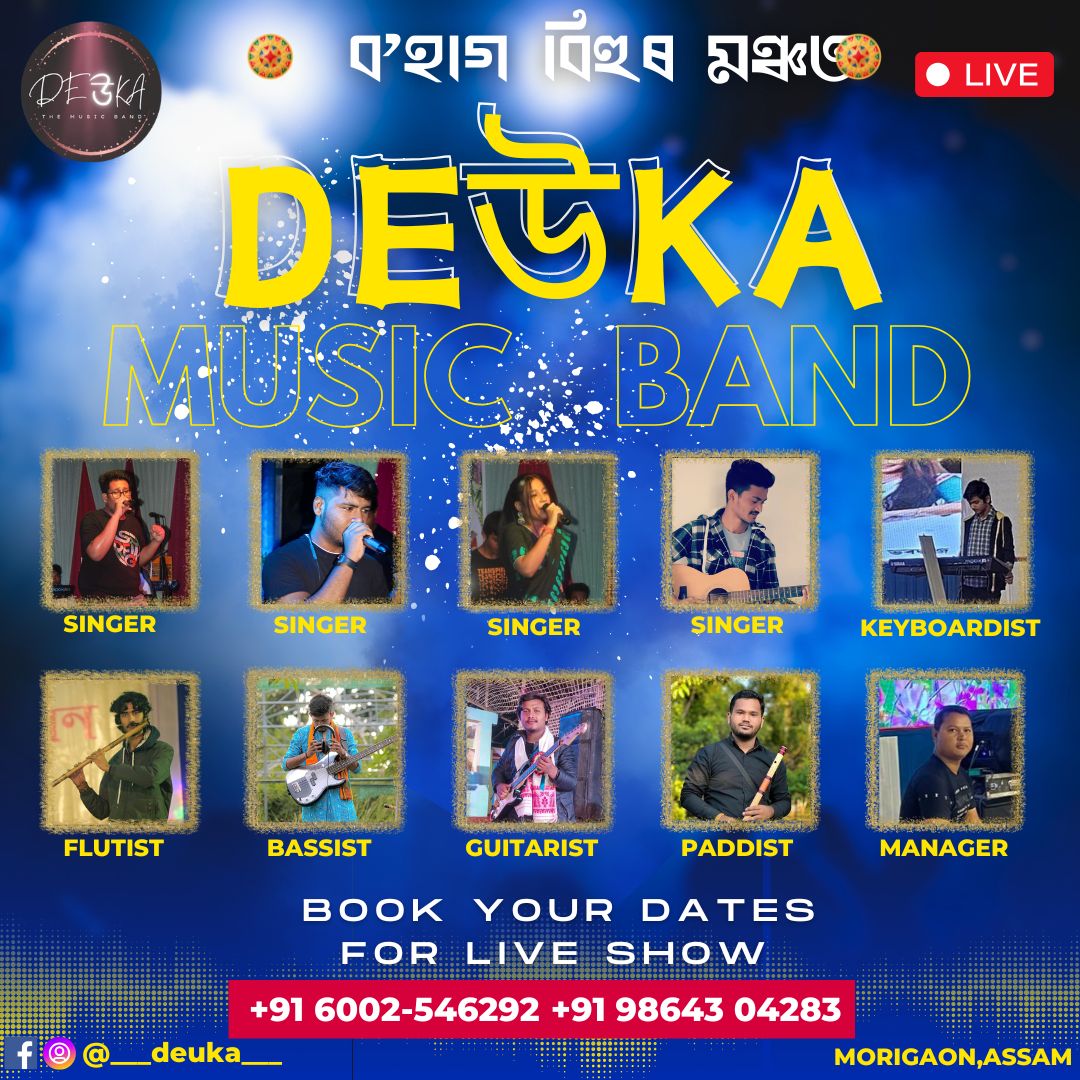 DEউKA
THE MUSIC BAND
ব'হাগ বিহুৰ মঞ্চত
LIVE
DEউKA
MUSIC BAND
SINGER SINGER SINGER SINGER KEYBOARDIST
FLUTIST BASSIST GUITARIST PADDIST MANAGER
BOOK YOUR DATES
FOR LIVE SHOW
+91 6002-546292 +91 98643 04283
@___deuka___
MORIGAON,ASSAM